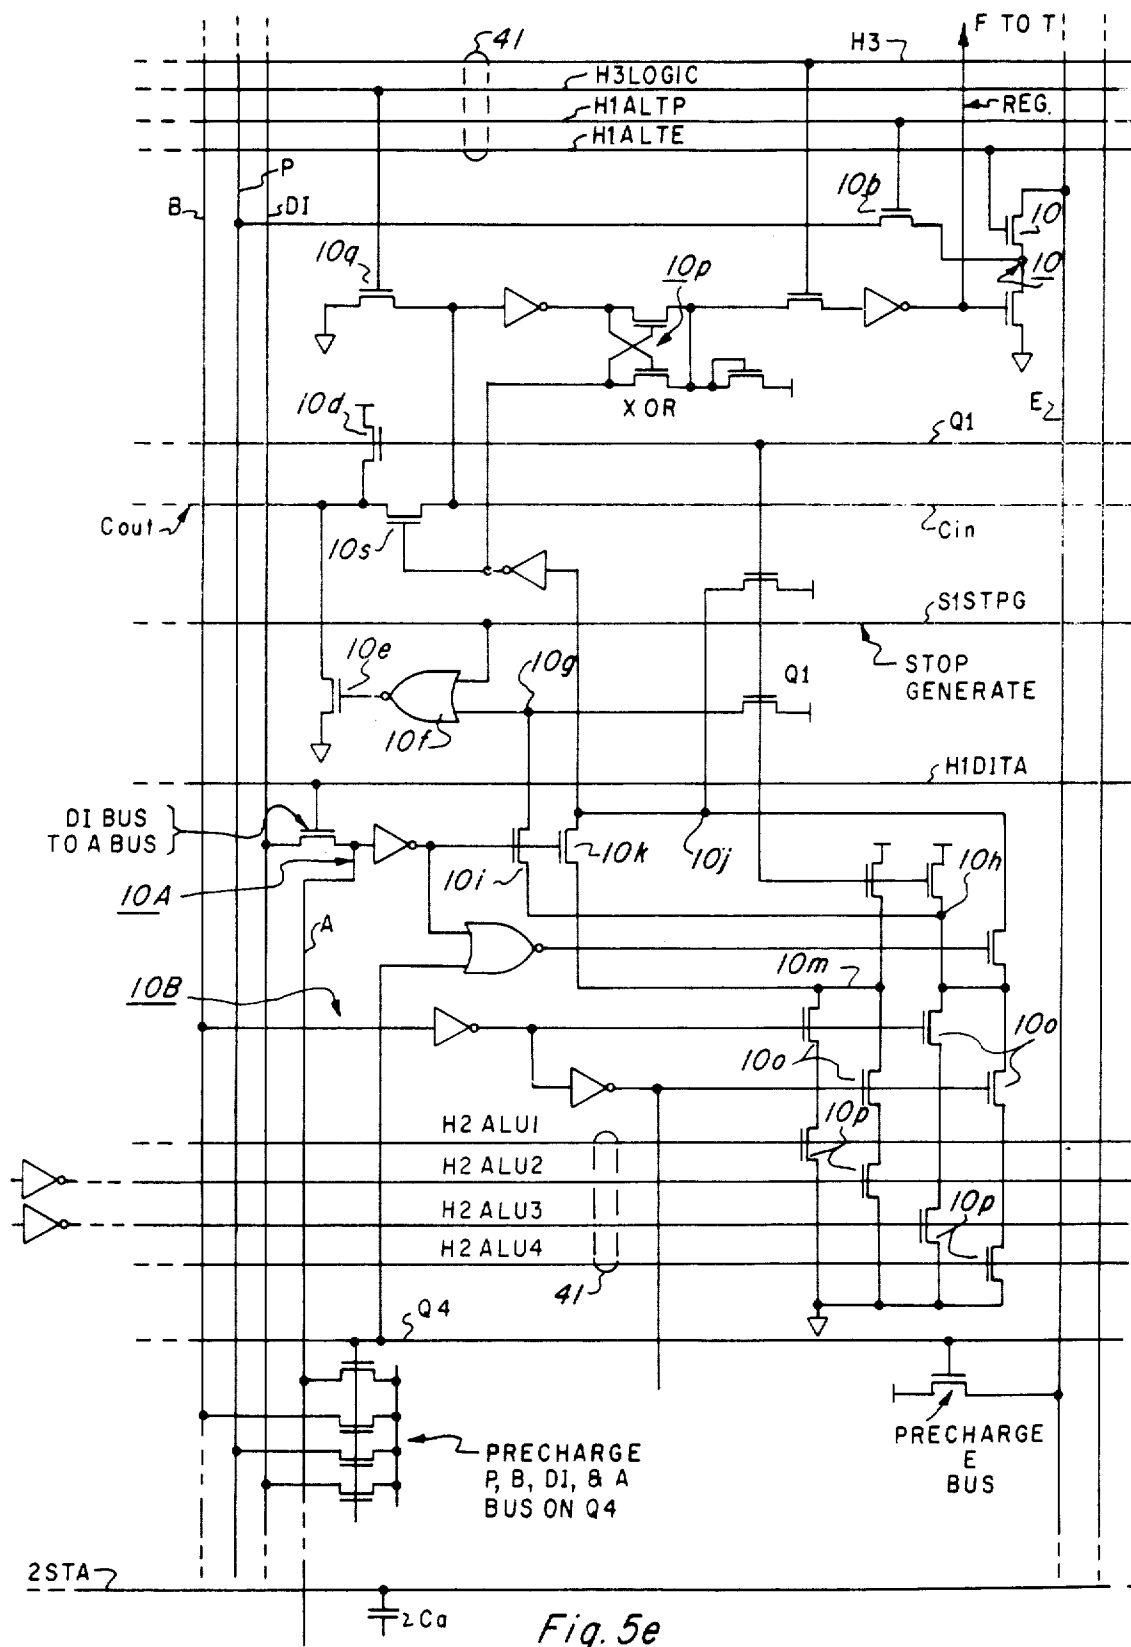 41
H3
F TO T
H3LOGIC
H1ALTP
REG.
H1ALTE
P
B
DI
10p
10
10q
10p
10
XOR
10d
E
Q1
Cout
Cin
10s
S1STPG
10e
10g
Q1
STOP
GENERATE
10f
H1DITA
DI BUS
TO A BUS
10k
10j
10A
10i
10h
A
10m
10B
10o
10o
H2 ALU1
10p
H2 ALU2
H2 ALU3
10p
H2 ALU4
41
Q4
PRECHARGE
P, B, DI, & A
BUS ON Q4
PRECHARGE
E
BUS
2STA
2Ca
Fig. 5e